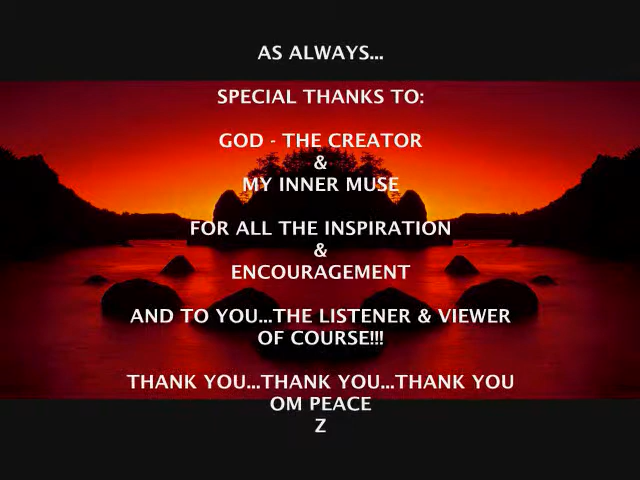 AS ALWAYS...
SPECIAL THANKS TO:
GOD - THE CREATOR
&
MY INNER MUSE
FOR ALL THE INSPIRATION
&
ENCOURAGEMENT
AND TO YOU...THE LISTENER & VIEWER
OF COURSE!!!
THANK YOU...THANK YOU...THANK YOU
OM PEACE
Z